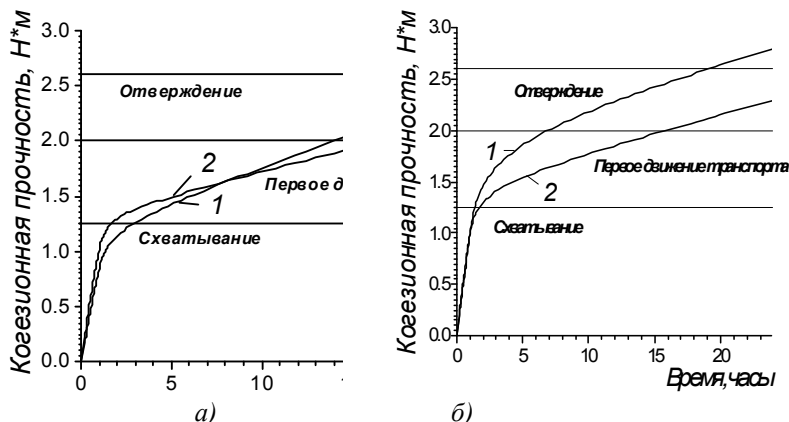 Когезионная прочность, Н*м
3.0
2.5
2.0
1.5
1.0
0.5
0.0
Отверждение
2
1
Первое д
Схватывание
0
5
10
а)
Когезионная прочность, Н*м
3.0
2.5
2.0
1.5
1.0
0.5
0.0
Отверждение
1
Первое движение транспорта
2
Схватывание
0
5
10
15
20
Время, часы
б)